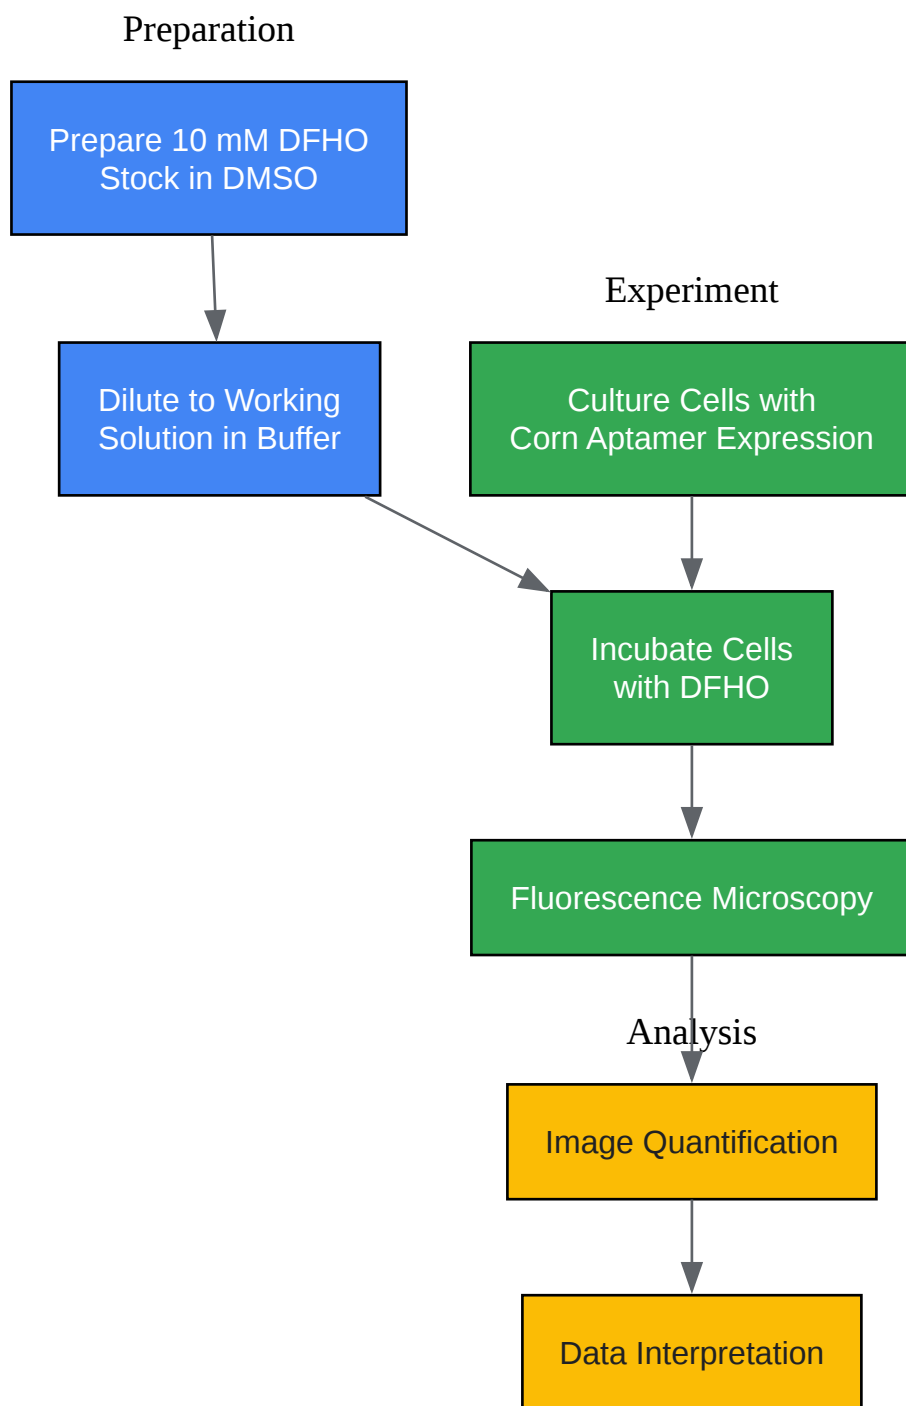 Preparation
Prepare 10 mM DFHO
Stock in DMSO
Experiment
Dilute to Working
Solution in Buffer
Culture Cells with
Corn Aptamer Expression
Incubate Cells
with DFHO
Fluorescence Microscopy
Analysis
Image Quantification
Data Interpretation